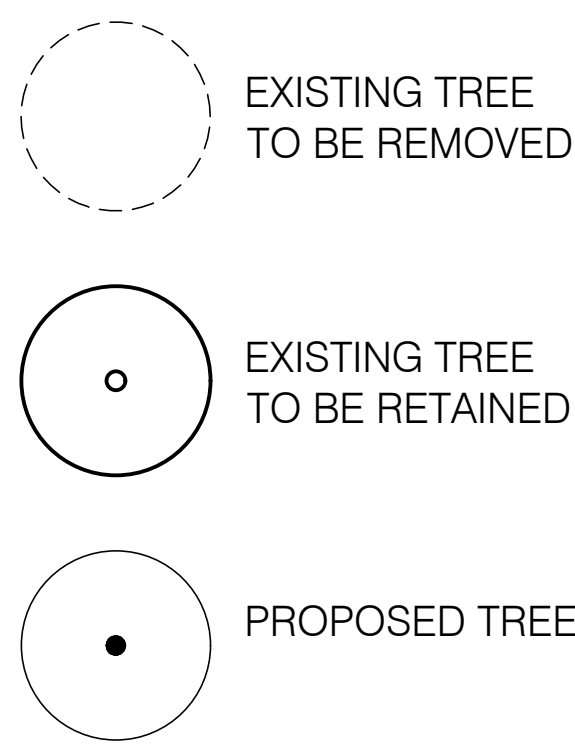 EXISTING TREE
TO BE REMOVED
EXISTING TREE
TO BE RETAINED
PROPOSED TREE